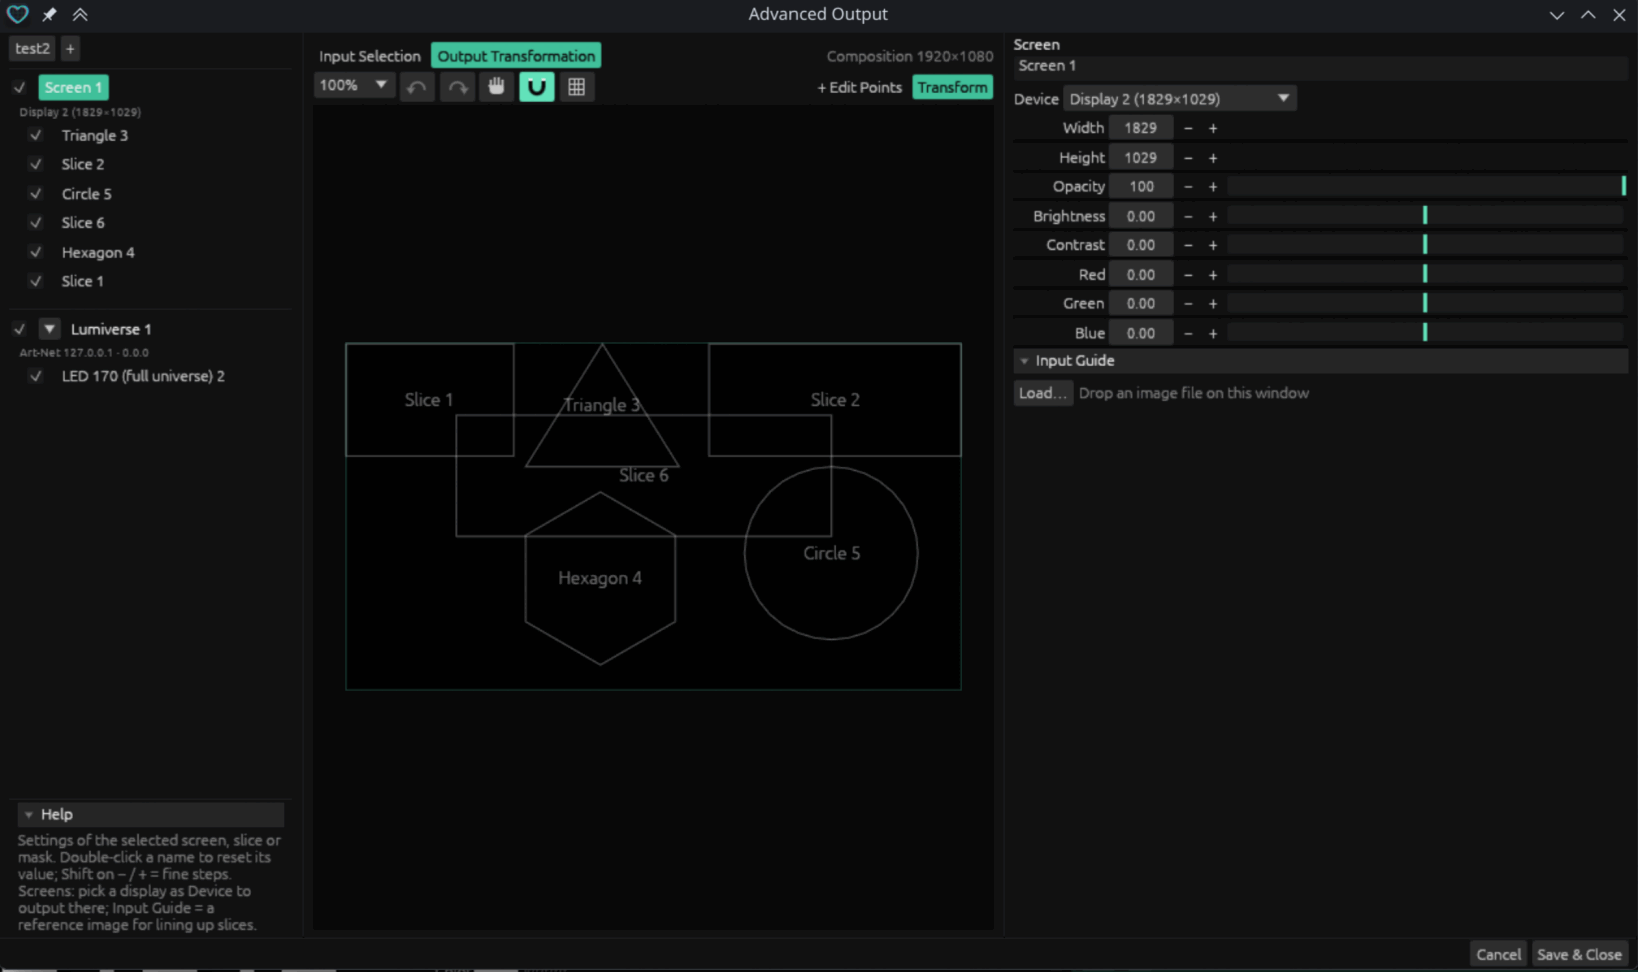 Advanced Output
test2 +
Screen 1
Display 2 (1829×1029)
Triangle 3
Slice 2
Circle 5
Slice 6
Hexagon 4
Slice 1
Lumiverse 1
Art-Net 127.0.0.1 - 0.0.0
LED 170 (full universe) 2
Help
Settings of the selected screen, slice or
mask. Double-click a name to reset its
value; Shift on − / + = fine steps.
Screens: pick a display as Device to
output there; Input Guide = a
reference image for lining up slices.
Input Selection Output Transformation Composition 1920×1080
100% + Edit Points Transform
Slice 1
Triangle 3
Slice 2
Slice 6
Circle 5
Hexagon 4
Screen
Screen 1
Device Display 2 (1829×1029)
Width 1829 − +
Height 1029 − +
Opacity 100 − +
Brightness 0.00 − +
Contrast 0.00 − +
Red 0.00 − +
Green 0.00 − +
Blue 0.00 − +
Input Guide
Load... Drop an image file on this window
Cancel Save & Close